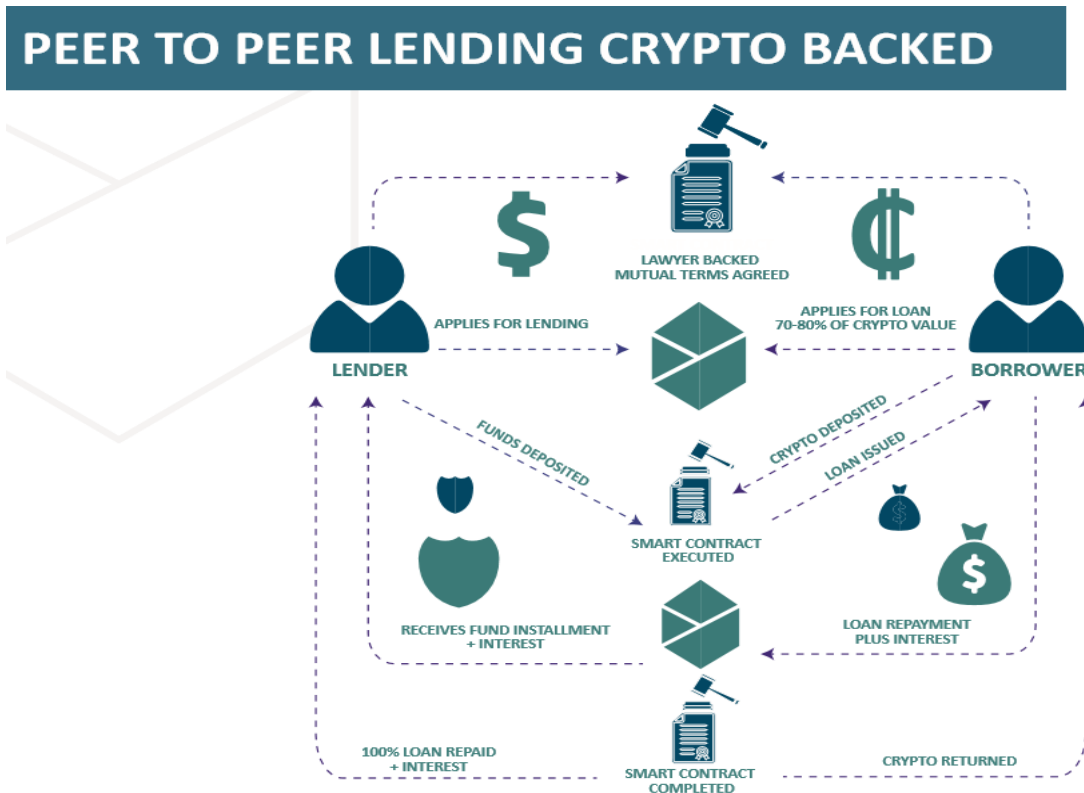 PEER TO PEER LENDING CRYPTO BACKED
$
₵
LAWYER BACKED
MUTUAL TERMS AGREED
APPLIES FOR LENDING
APPLIES FOR LOAN
70-80% OF CRYPTO VALUE
LENDER
BORROWER
FUNDS DEPOSITED
CRYPTO DEPOSITED
LOAN ISSUED
SMART CONTRACT
EXECUTED
$
$
RECEIVES FUND INSTALLMENT
+ INTEREST
LOAN REPAYMENT
PLUS INTEREST
100% LOAN REPAID
+ INTEREST
SMART CONTRACT
COMPLETED
CRYPTO RETURNED